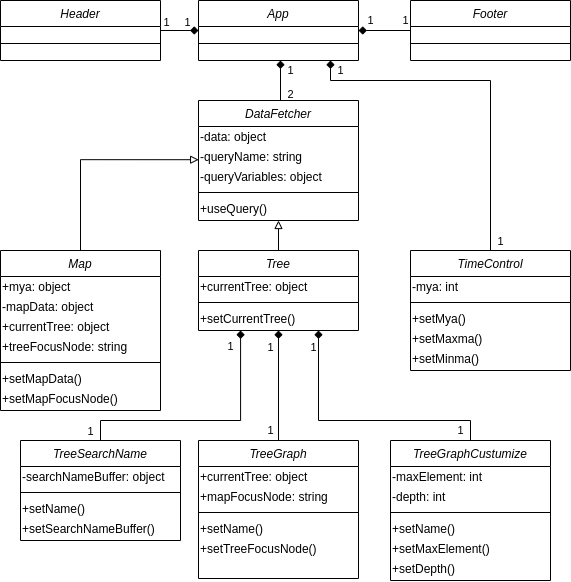 Header
App
Footer
1
1
1
1
1
1
2
DataFetcher
-data: object
-queryName: string
-queryVariables: object
+useQuery()
1
Map
+mya: object
-mapData: object
+currentTree: object
+treeFocusNode: string
+setMapData()
+setMapFocusNode()
Tree
+currentTree: object
+setCurrentTree()
TimeControl
-mya: int
+setMya()
+setMaxma()
+setMinma()
1
1
1
1
1
1
TreeSearchName
-searchNameBuffer: object
+setName()
+setSearchNameBuffer()
TreeGraph
+currentTree: object
+mapFocusNode: string
+setName()
+setTreeFocusNode()
TreeGraphCustumize
-maxElement: int
-depth: int
+setName()
+setMaxElement()
+setDepth()